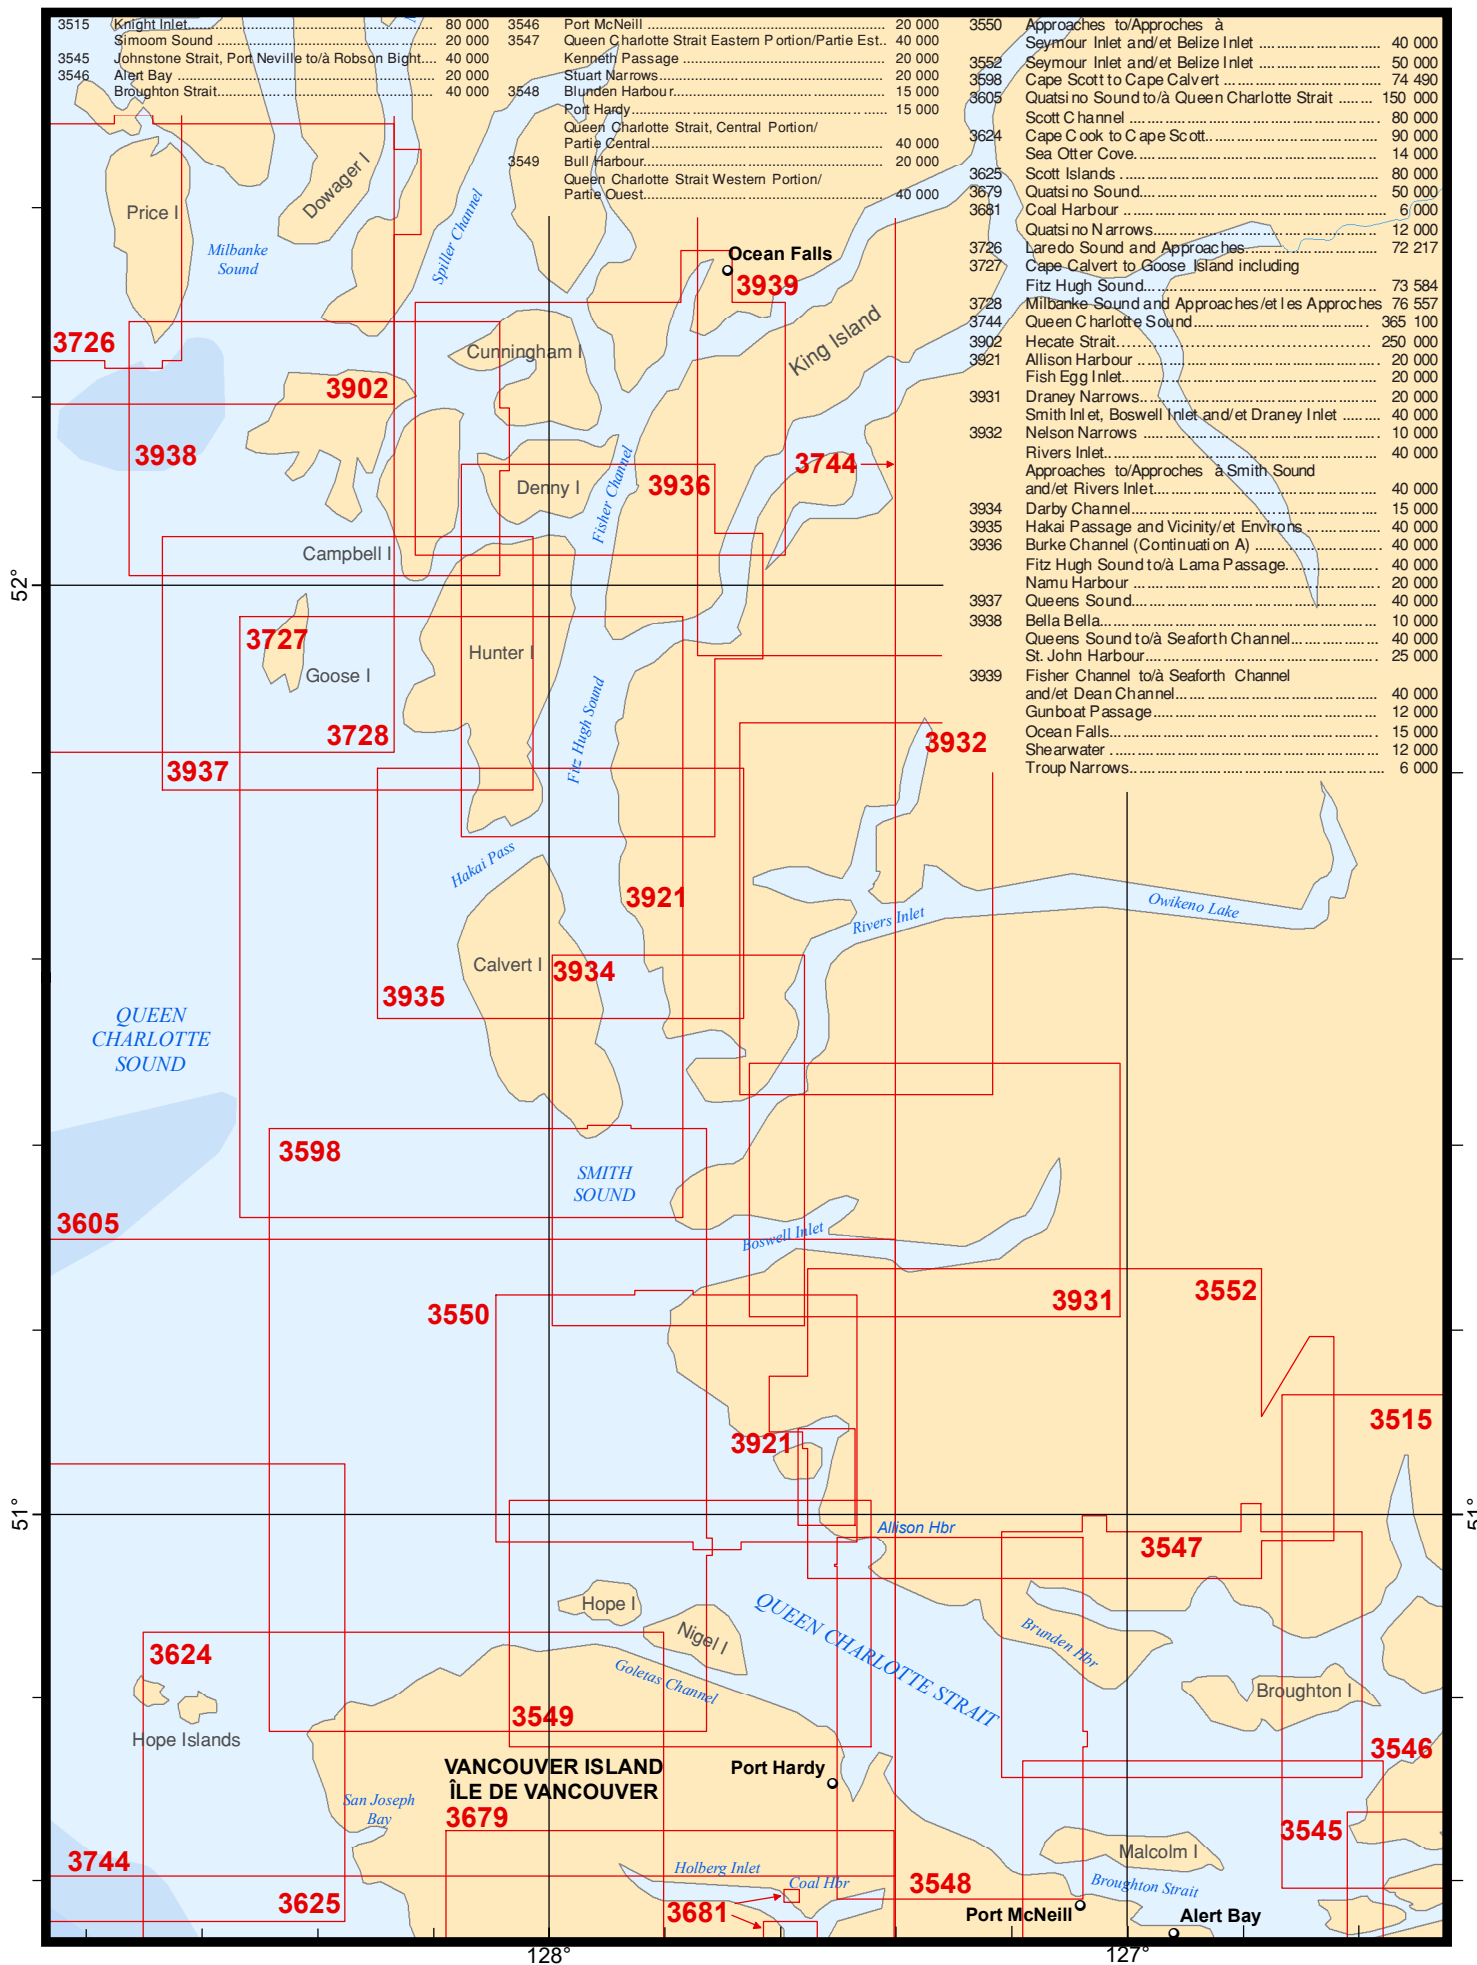 3515 Knight Inlet 80 000
Simoom Sound 20 000
3545 Johnstone Strait, Port Neville to/à Robson Bight 40 000
3546 Alert Bay 20 000
Broughton Strait 40 000
3546 Port McNeill 20 000
3547 Queen Charlotte Strait Eastern Portion/Partie Est 40 000
Kenneth Passage 20 000
Stuart Narrows 20 000
3548 Blunden Harbour 15 000
Port Hardy 15 000
Queen Charlotte Strait, Central Portion/
Partie Central 40 000
3549 Bull Harbour 20 000
Queen Charlotte Strait Western Portion/
Partie Ouest 40 000
3550 Approaches to/Approches à
Seymour Inlet and/et Belize Inlet 40 000
3552 Seymour Inlet and/et Belize Inlet 50 000
3598 Cape Scott to Cape Calvert 74 490
3605 Quatsino Sound to/à Queen Charlotte Strait 150 000
Scott Channel 80 000
3624 Cape Cook to Cape Scott 90 000
Sea Otter Cove 14 000
3625 Scott Islands 80 000
3679 Quatsino Sound 50 000
3681 Coal Harbour 6 000
Quatsino Narrows 12 000
3726 Laredo Sound and Approaches 72 217
3727 Cape Calvert to Goose Island including
Fitz Hugh Sound 73 584
3728 Milbanke Sound and Approaches/et les Approches 76 557
3744 Queen Charlotte Sound 365 100
3902 Hecate Strait 250 000
3921 Allison Harbour 20 000
Fish Egg Inlet 20 000
3931 Draney Narrows 20 000
Smith Inlet, Boswell Inlet and/et Draney Inlet 40 000
3932 Nelson Narrows 10 000
Rivers Inlet 40 000
Approaches to/Approches à Smith Sound
and/et Rivers Inlet 40 000
3934 Darby Channel 15 000
3935 Hakai Passage and Vicinity/et Environs 40 000
3936 Burke Channel (Continuation A) 40 000
Fitz Hugh Sound to/à Lama Passage 40 000
Namu Harbour 20 000
3937 Queens Sound 40 000
3938 Bella Bella 10 000
Queens Sound to/à Seaforth Channel 40 000
St. John Harbour 25 000
3939 Fisher Channel to/à Seaforth Channel
and/et Dean Channel 40 000
Gunboat Passage 12 000
Ocean Falls 15 000
Shearwater 12 000
Troup Narrows 6 000
Price I
Dowager I
Milbanke
Sound
Spiller Channel
Ocean Falls
3939
King Island
3726
Cunningham I
3902
3938
3744
3936
Denny I
Fisher Channel
Campbell I
52°
3727
Hunter I
Goose I
Fitz Hugh Sound
3728
3932
3937
Hakai Pass
3921
Rivers Inlet
Owikeno Lake
Calvert I
3934
3935
QUEEN
CHARLOTTE
SOUND
3598
SMITH
SOUND
3605
Boswell Inlet
3552
3931
3550
3515
3921
51°
51°
Allison Hbr
3547
Hope I
Nigel I
QUEEN CHARLOTTE STRAIT
Brunden Hbr
3624
Goletas Channel
Broughton I
3549
Hope Islands
3546
VANCOUVER ISLAND
ÎLE DE VANCOUVER
Port Hardy
San Joseph
Bay
3679
3545
Malcolm I
3744
Holberg Inlet
Coal Hbr
3548
Broughton Strait
3625
3681
Port McNeill
Alert Bay
128°
127°